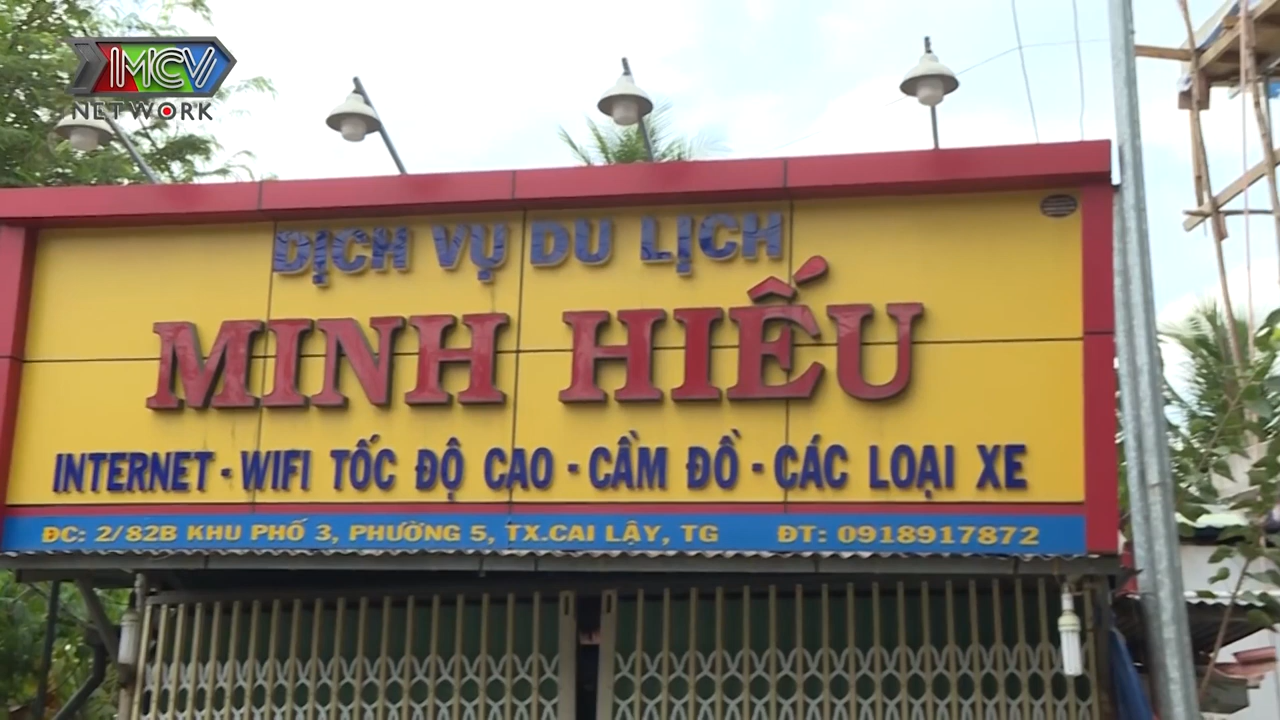 MCV
NETWORK
DỊCH VỤ DU LỊCH
MINH HIẾU
INTERNET - WIFI TỐC ĐỘ CAO - CẦM ĐỒ - CÁC LOẠI XE
ĐC: 2/82B KHU PHỐ 3, PHƯỜNG 5, TX.CAI LẬY, TG ĐT: 0918917872